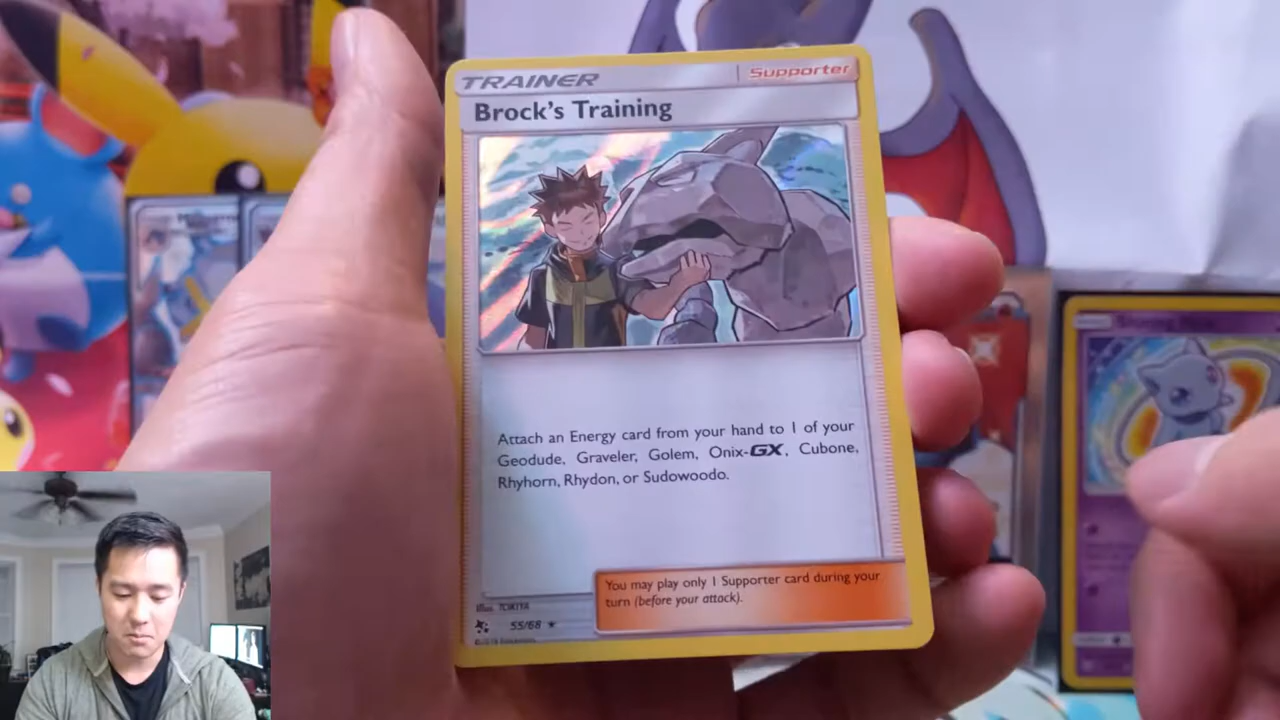 TRAINER
Supporter
Brock's Training
Attach an Energy card from your hand to 1 of your
Geodude, Graveler, Golem, Onix-GX, Cubone,
Rhyhorn, Rhydon, or Sudowoodo.
You may play only 1 Supporter card during your
turn (before your attack).
Illus. TOKIYA
55/68